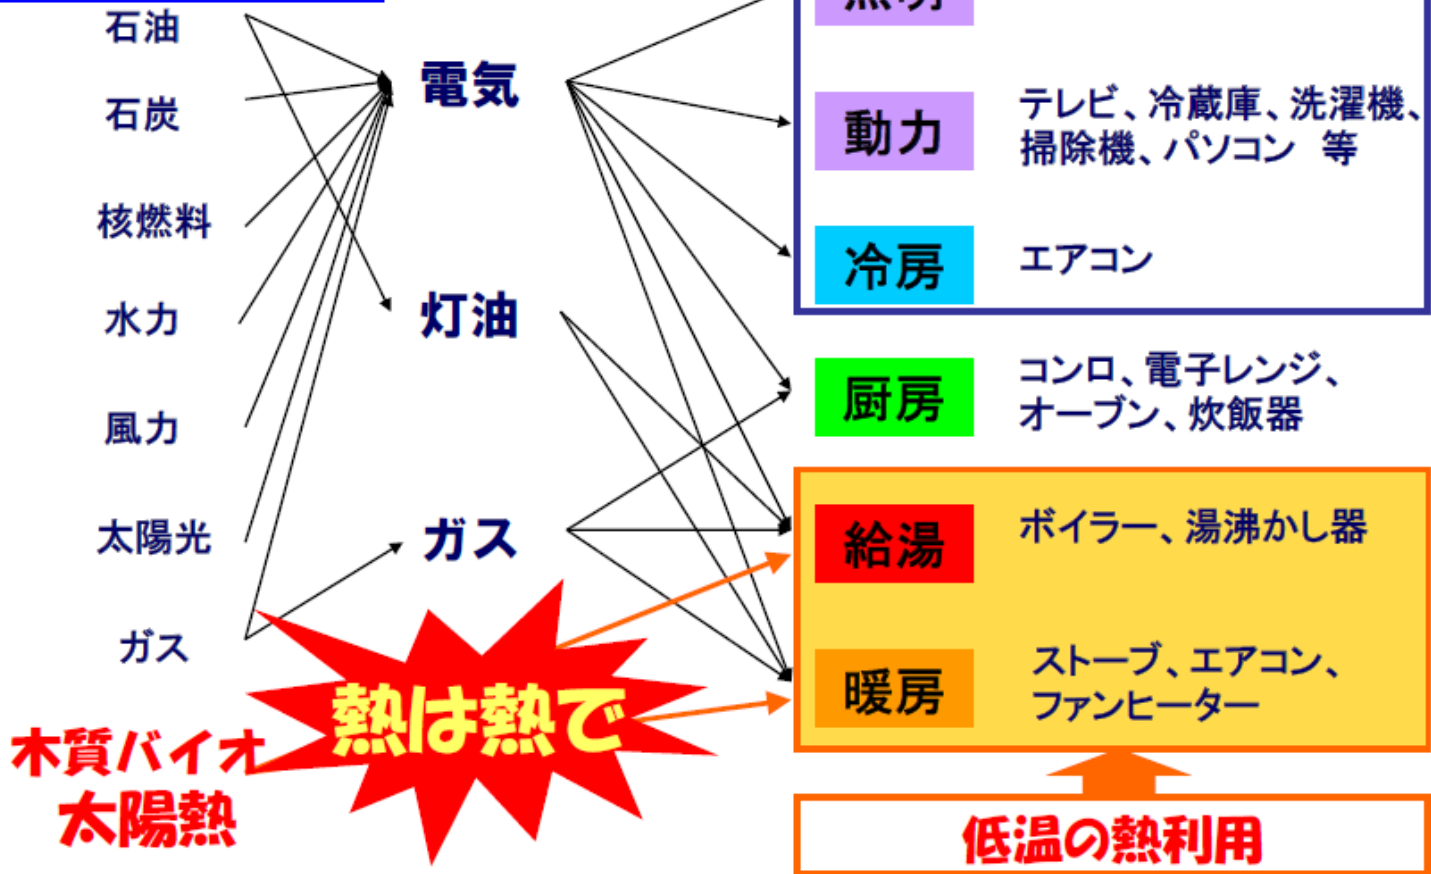 石油
石炭
核燃料
水力
風力
太陽光
ガス
木質バイオ
太陽熱
電気
灯油
ガス
熱は熱で
照明
動力
テレビ、冷蔵庫、洗濯機、
掃除機、パソコン 等
冷房
エアコン
厨房
コンロ、電子レンジ、
オーブン、炊飯器
給湯
ボイラー、湯沸かし器
暖房
ストーブ、エアコン、
ファンヒーター
低温の熱利用